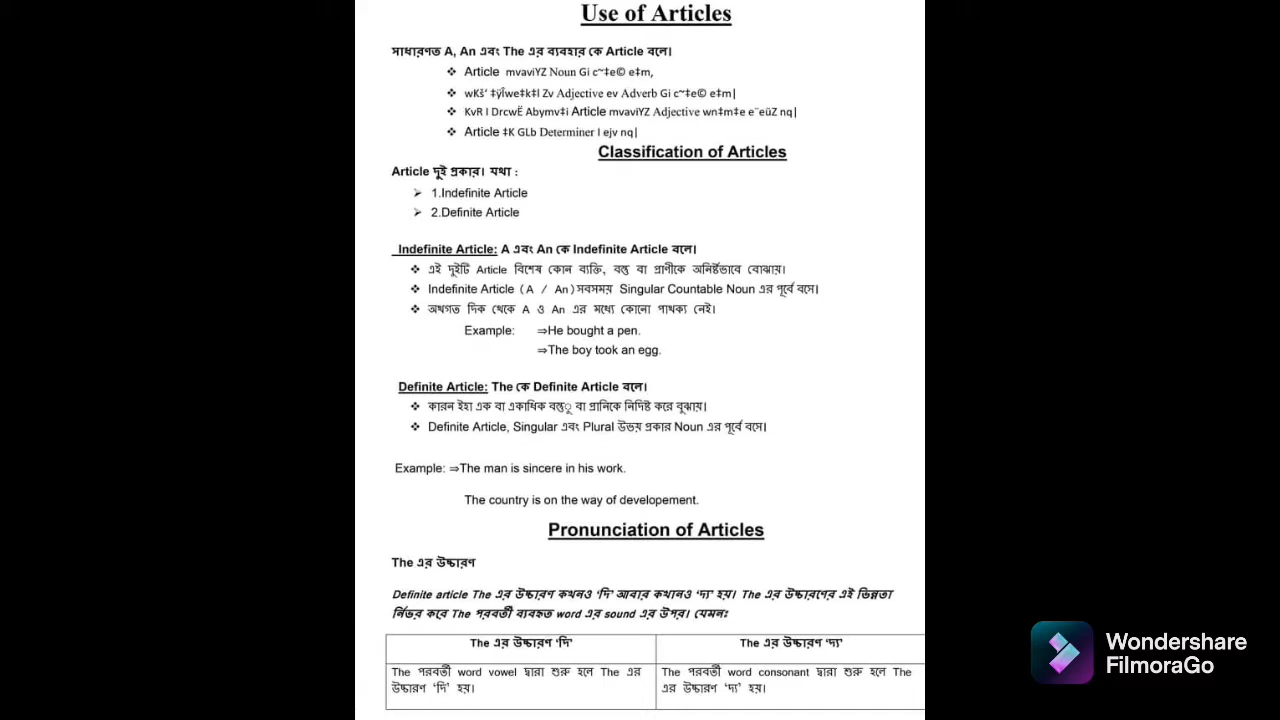 Use of Articles
সাধারণত A, An এবং The এর ব্যবহার কে Article বলে।
❖ Article mvaviYZ Noun Gi c~‡e© e‡m,
❖ wKš‘ ‡ÿÎwe‡k‡l Zv Adjective ev Adverb Gi c~‡e© e‡m|
❖ KvR I DrcwË Abymv‡i Article mvaviYZ Adjective wn‡m‡e e¨eüZ nq|
❖ Article ‡K GLb Determiner I ejv nq|
Classification of Articles
Article দুই প্রকার। যথা :
➢ 1.Indefinite Article
➢ 2.Definite Article
Indefinite Article: A এবং An কে Indefinite Article বলে।
❖ এই দুইটি Article বিশেষ কোন ব্যক্তি, বস্তু বা প্রাণীকে অনির্ষ্টভাবে বোঝায়।
❖ Indefinite Article (A / An)সবসময় Singular Countable Noun এর পূর্বে বসে।
❖ অথগত দিক থেকে A ও An এর মধ্যে কোনো পাথক্য নেই।
Example: ⇒He bought a pen.
⇒The boy took an egg.
Definite Article: The কে Definite Article বলে।
❖ কারন ইহা এক বা একাধিক বস্তুু বা প্রানিকে নিদিষ্ট করে বুঝায়।
❖ Definite Article, Singular এবং Plural উভয় প্রকার Noun এর পূর্বে বসে।
Example: ⇒The man is sincere in his work.
The country is on the way of developement.
Pronunciation of Articles
The এর উচ্চারণ
Definite article The এর উচ্চারণ কখনও ‘দি’ আবার কখানও ‘দ্য’ হয়। The এর উচ্চারণের এই ভিন্নতা
র্নিভর করে The পরবর্তী ব্যবহৃত word এর sound এর উপর। যেমনঃ
The এর উচ্চারণ ‘দি’
The এর উচ্চারণ ‘দ্য’
The পরবর্তী word vowel দ্বারা শুরু হলে The এর
উচ্চারণ ‘দি’ হয়।
The পরবর্তী word consonant দ্বারা শুরু হলে The
এর উচ্চারণ ‘দ্য’ হয়।
Wondershare
FilmoraGo